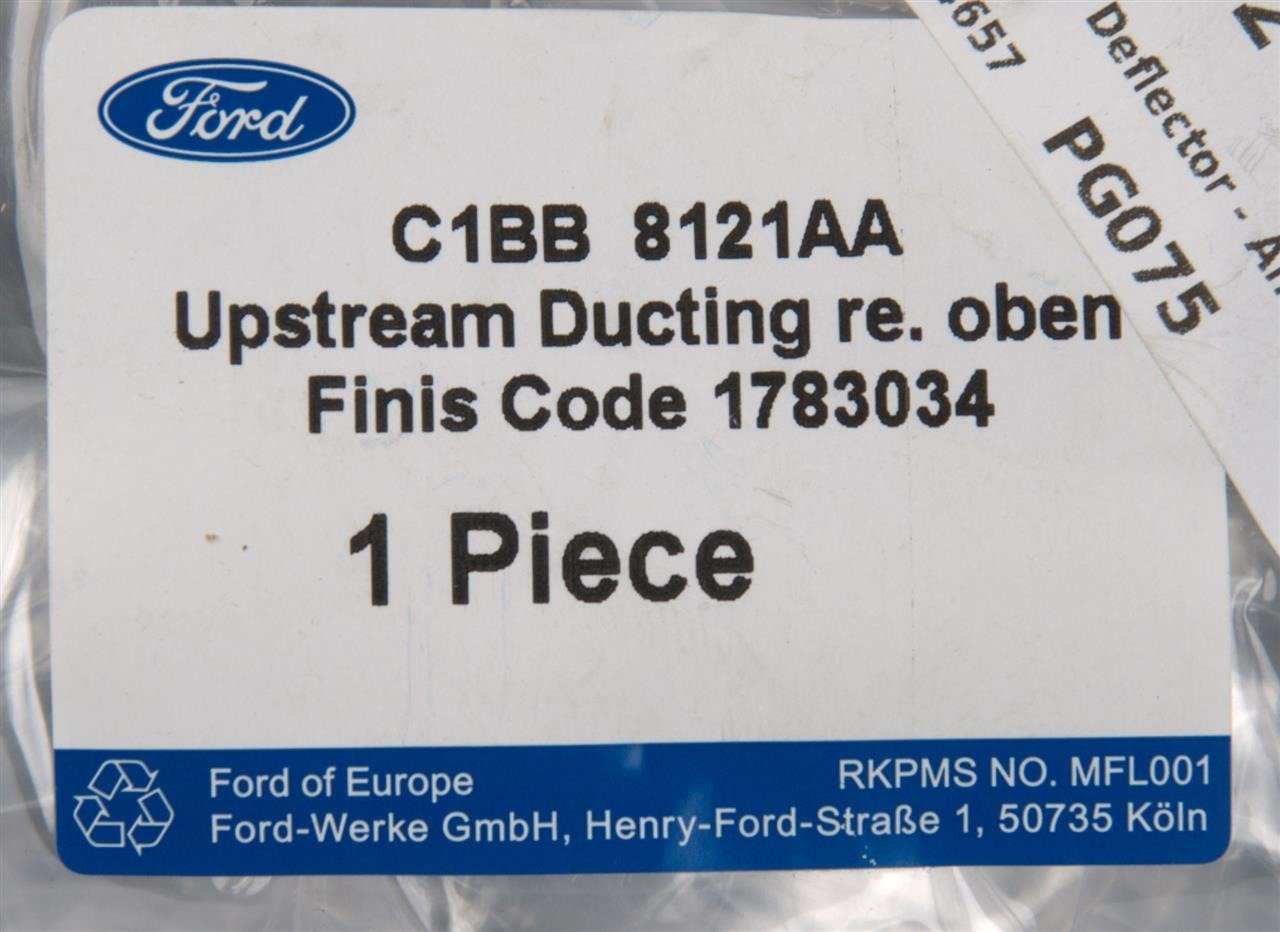 Ford
C1BB 8121AA
Upstream Ducting re. oben
Finis Code 1783034
1 Piece
Ford of Europe
RKPMS NO. MFL001
Ford-Werke GmbH, Henry-Ford-Straße 1, 50735 Köln
Deflector -
PG075